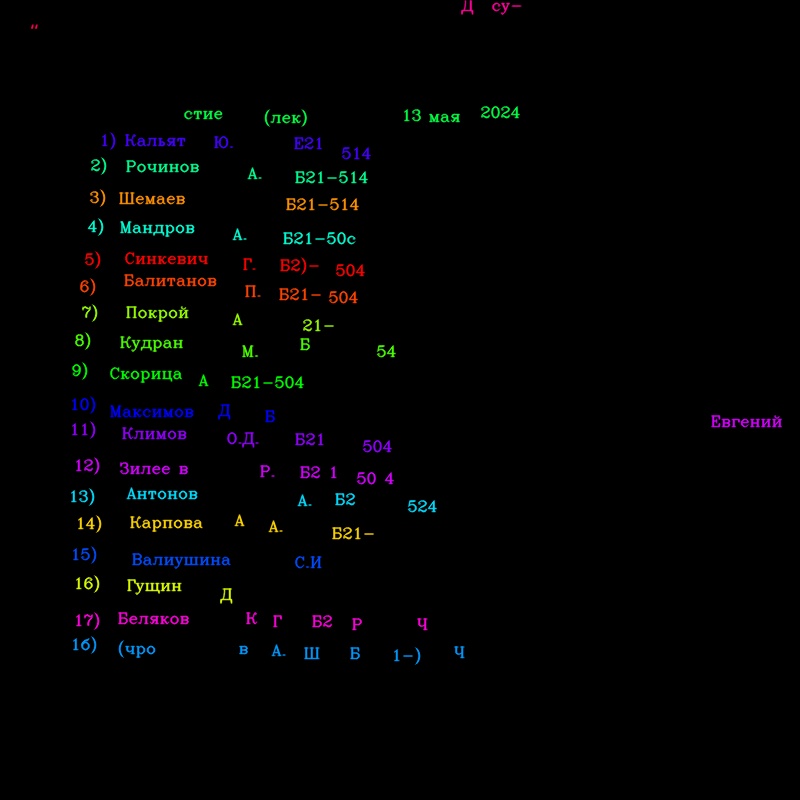 Д су-
“
стие (лек) 13 мая 2024
1) Кальят Ю. Е21 514
2) Рочинов А. Б21-514
3) Шемаев Б21-514
4) Мандров А. Б21-50с
5) Синкевич Г. Б2)- 504
6) Балитанов П. Б21- 504
7) Покрой А 21-
8) Кудран М. Б 54
9) Скорица А Б21-504
10) Максимов Д Б
Евгений
11) Климов О.Д. Б21 504
12) Зилее в Р. Б2 1 50 4
13) Антонов А. Б2 524
14) Карпова А А. Б21-
15) Валиушина С.И
16) Гущин Д
17) Беляков К Г Б2 Р Ч
1б) (чро в А. Ш Б 1-) Ч